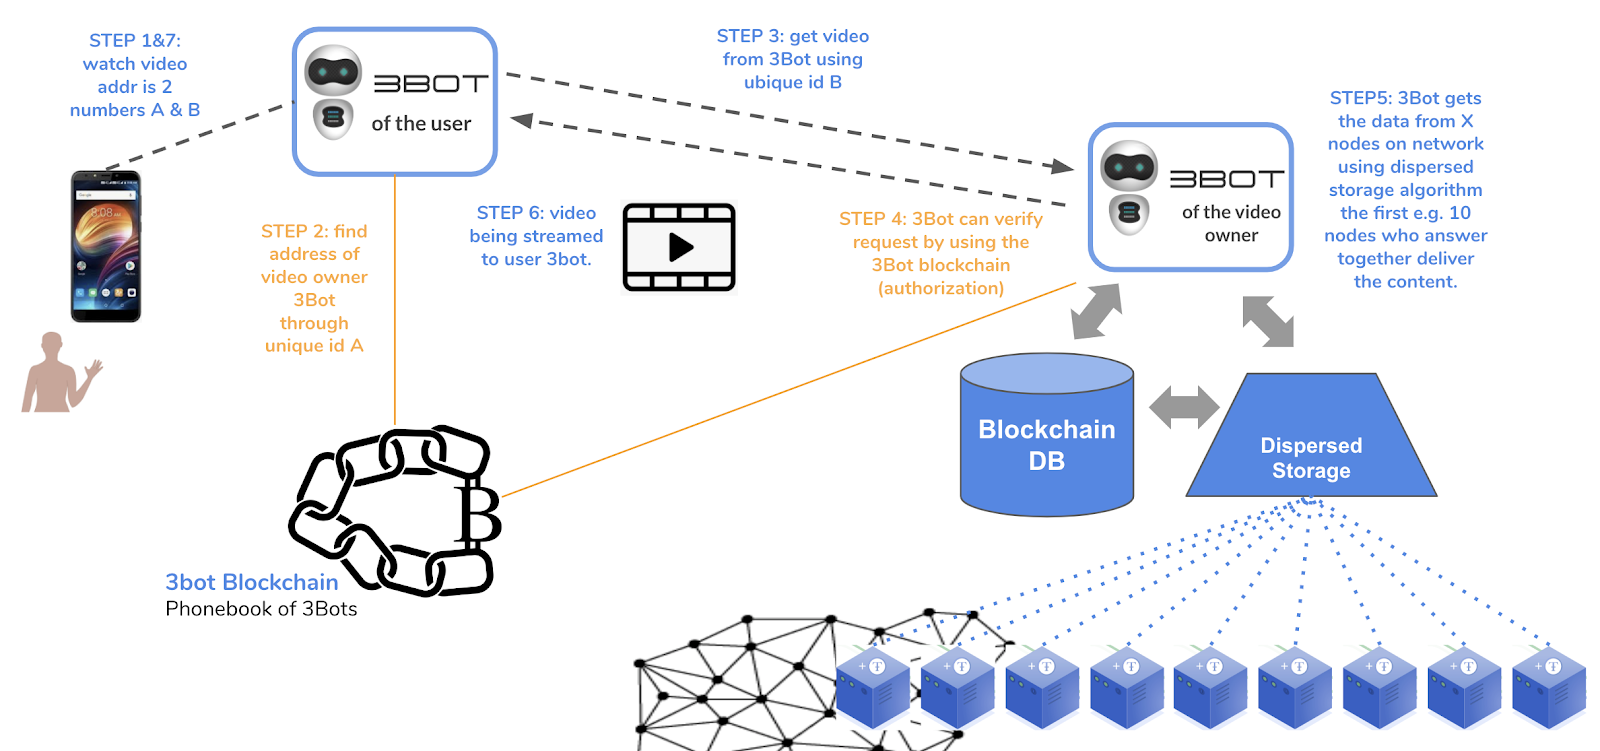 STEP 1&7:
watch video
addr is 2
numbers A & B
3BOT
of the user
STEP 3: get video
from 3Bot using
ubique id B
STEP5: 3Bot gets
the data from X
nodes on network
using dispersed
storage algorithm
the first e.g. 10
nodes who answer
together deliver
the content.
3BOT
of the video
owner
STEP 2: find
address of
video owner
3Bot
through
unique id A
STEP 6: video
being streamed
to user 3bot.
STEP 4: 3Bot can verify
request by using the
3Bot blockchain
(authorization)
Google
8:08
Blockchain
DB
Dispersed
Storage
B
3bot Blockchain
Phonebook of 3Bots
+ T
+ T
+ T
+ T
+ T
+ T
+ T
+ T
+ T